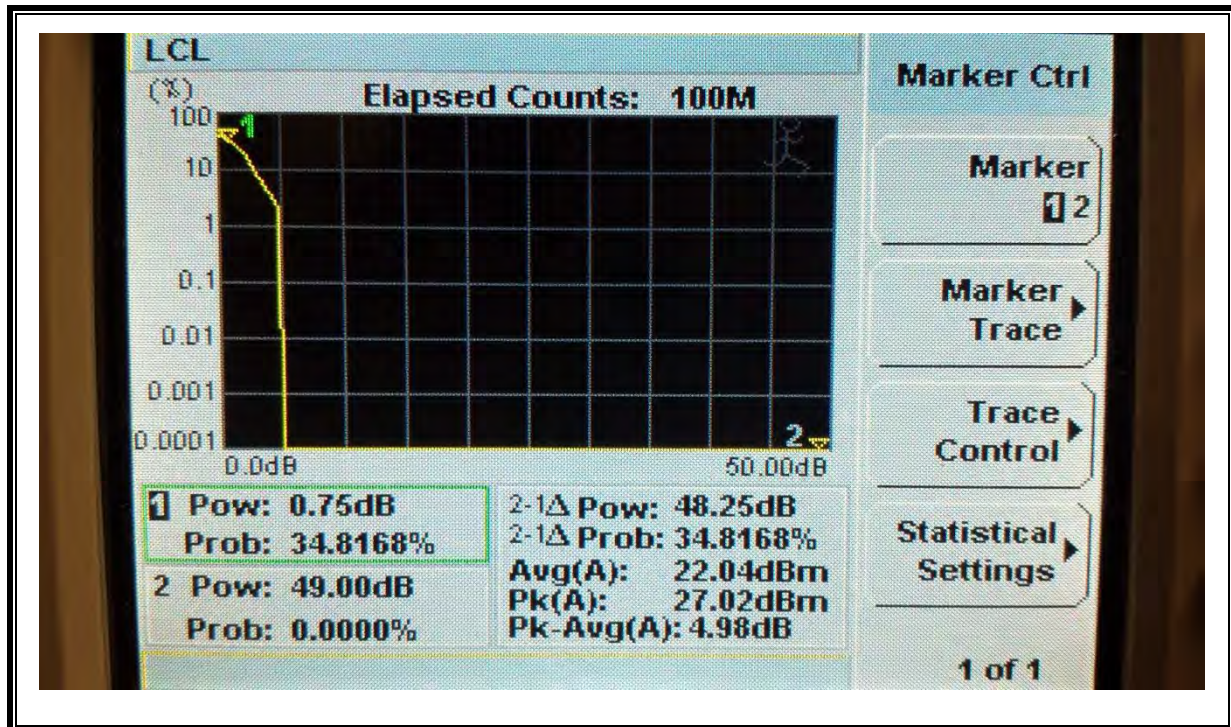 LCL
(%)
Elapsed Counts: 100M
100
1
10
1
0.1
0.01
0.001
0.0001
2
0.0dB
50.00dB
1 Pow: 0.75dB
Prob: 34.8168%
2 Pow: 49.00dB
Prob: 0.0000%
2-1Δ Pow: 48.25dB
2-1Δ Prob: 34.8168%
Avg(A): 22.04dBm
Pk(A): 27.02dBm
Pk-Avg(A): 4.98dB
Marker Ctrl
Marker
1 2
Marker
Trace
Trace
Control
Statistical
Settings
1 of 1